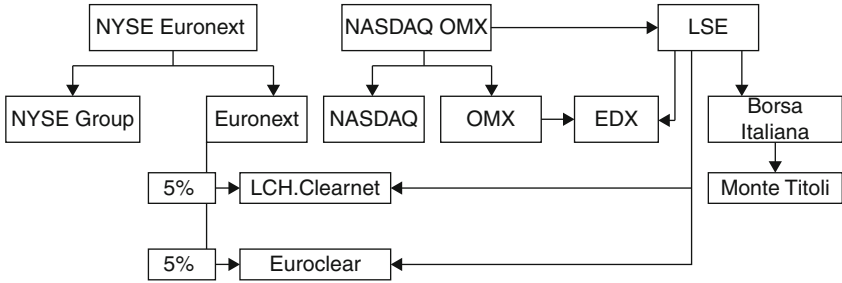 NYSE Euronext
NASDAQ OMX
LSE
NYSE Group
Euronext
NASDAQ
OMX
EDX
Borsa
Italiana
5%
LCH.Clearnet
Monte Titoli
5%
Euroclear